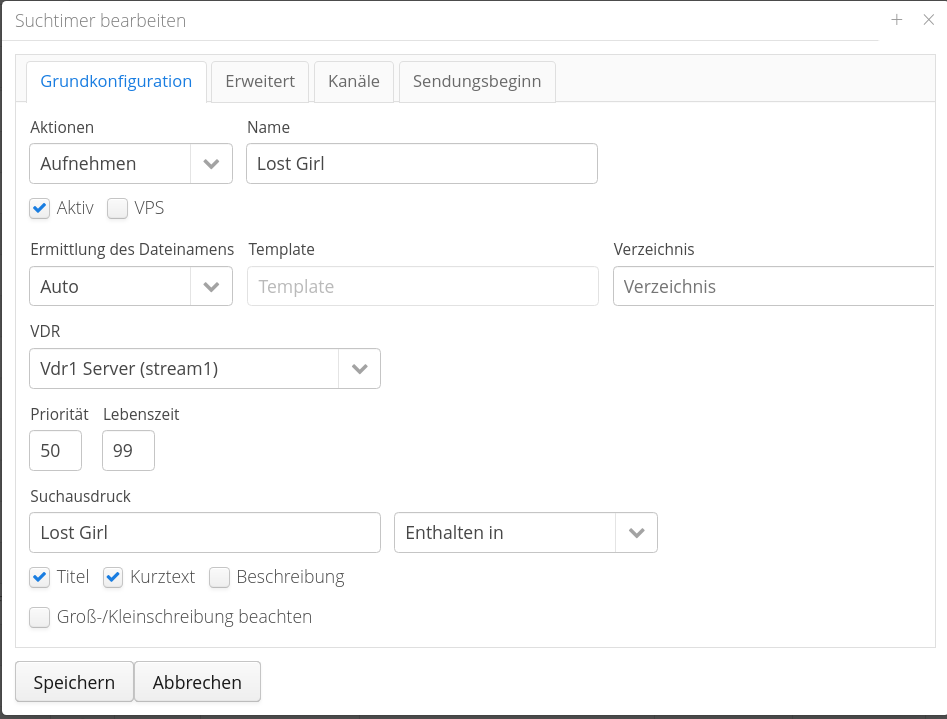 Suchtimer bearbeiten
Grundkonfiguration Erweitert Kanäle Sendungsbeginn
Aktionen Name
Aufnehmen Lost Girl
Aktiv VPS
Ermittlung des Dateinamens Template Verzeichnis
Auto Template Verzeichnis
VDR
Vdr1 Server (stream1)
Priorität Lebenszeit
50 99
Suchausdruck
Lost Girl Enthalten in
Titel Kurztext Beschreibung
Groß-/Kleinschreibung beachten
Speichern Abbrechen